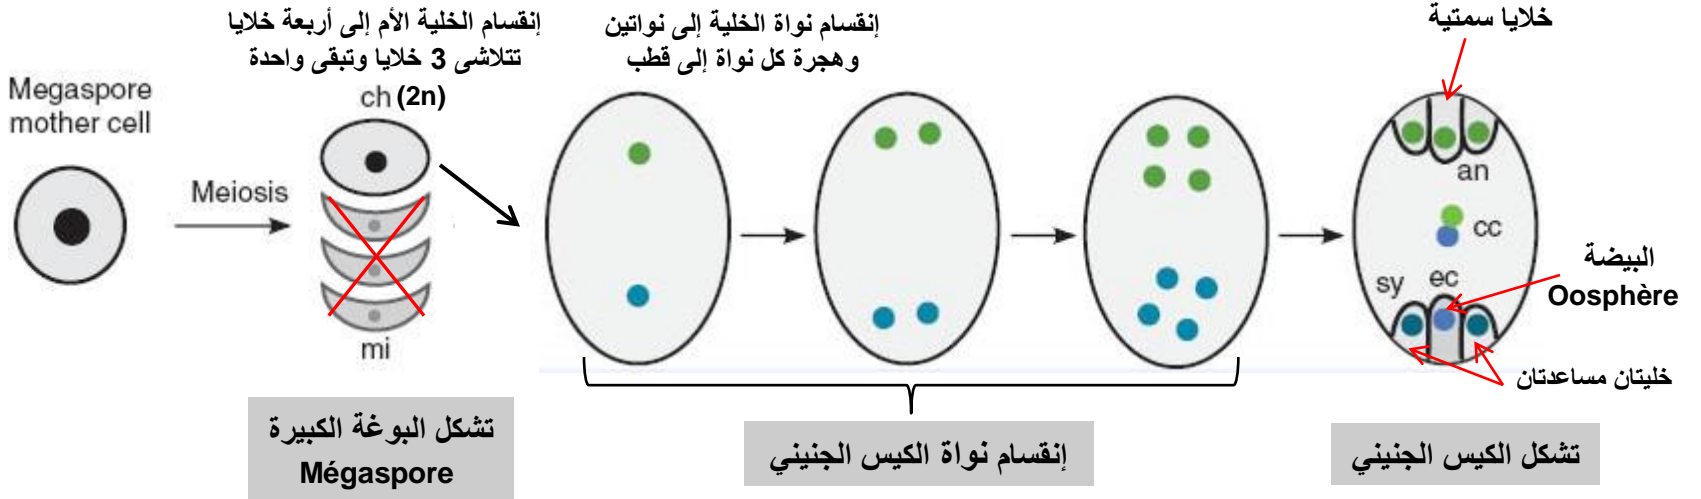 إنقسام الخلية الأم إلى أربعة خلايا
تتلاشى 3 خلايا وتبقى واحدة
إنقسام نواة الخلية إلى نواتين
وهجرة كل نواة إلى قطب
خلايا سمتية
Megaspore
mother cell
Meiosis
ch (2n)
mi
an
cc
sy
ec
البيضة
Oosphère
خليتان مساعدتان
تشكل البوغة الكبيرة
Mégaspore
إنقسام نواة الكيس الجنيني
تشكل الكيس الجنيني